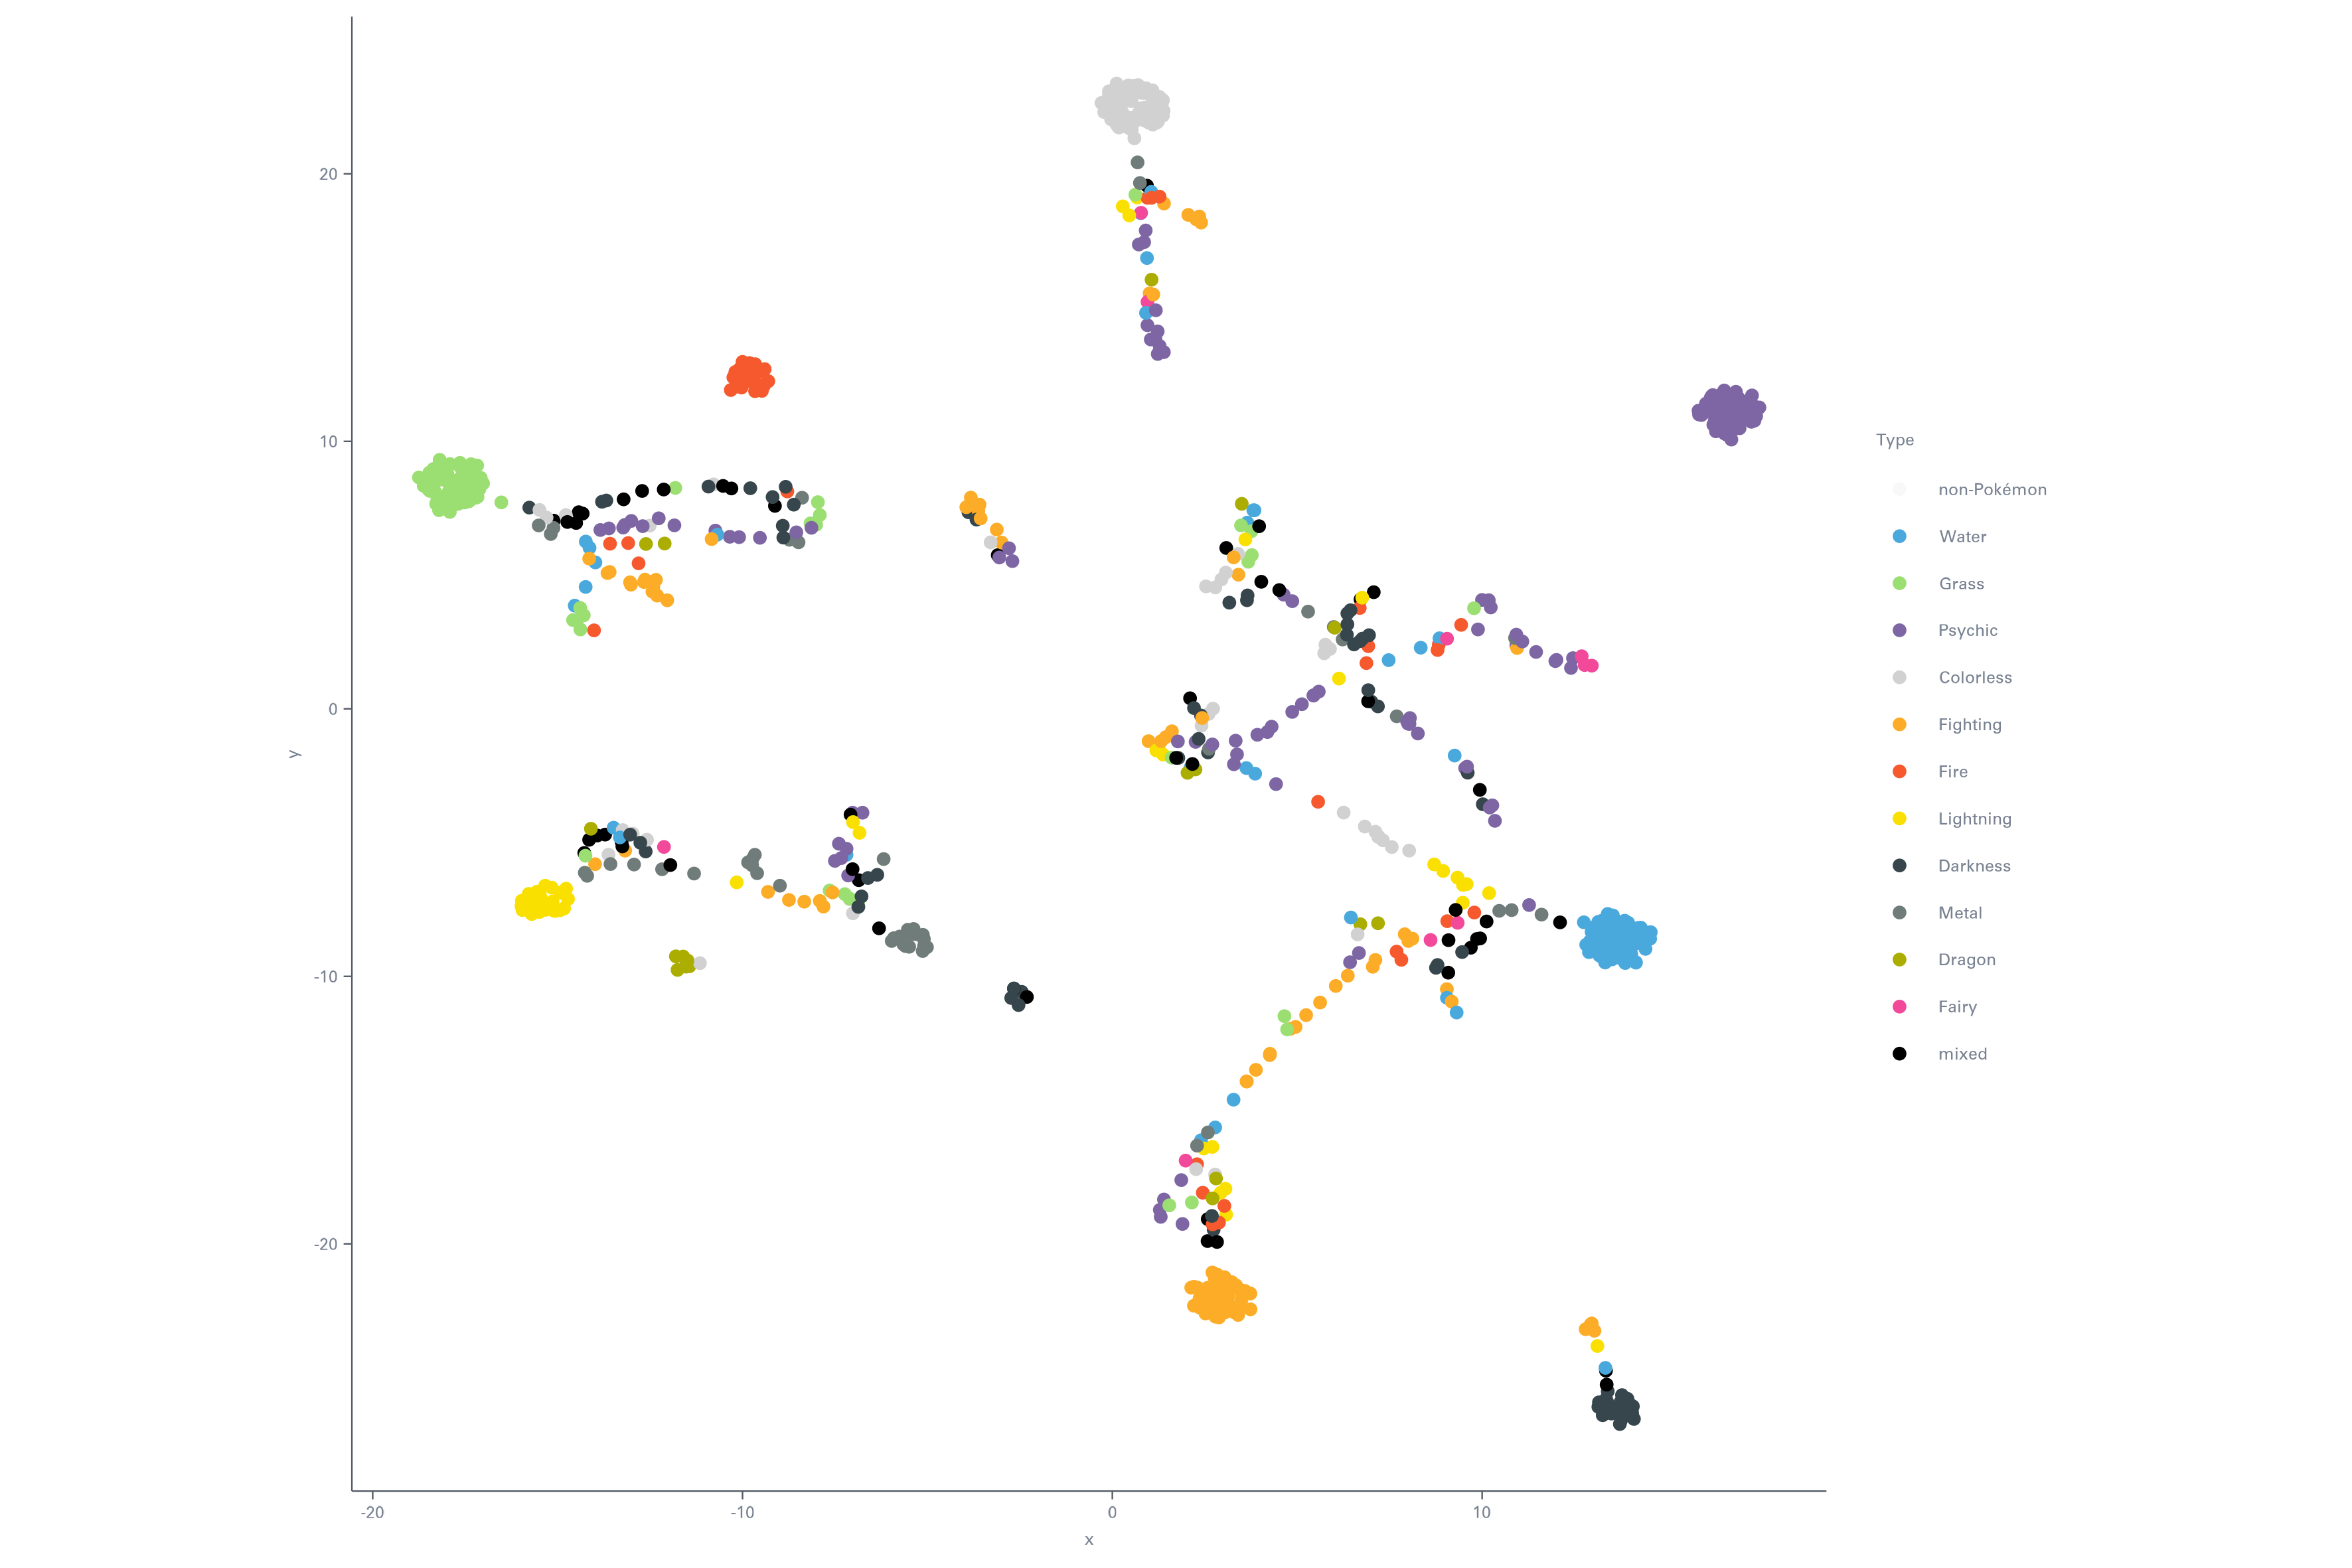 20
10
0
-10
-20
y
-20
-10
0
10
x
Type
non-Pokémon
Water
Grass
Psychic
Colorless
Fighting
Fire
Lightning
Darkness
Metal
Dragon
Fairy
mixed